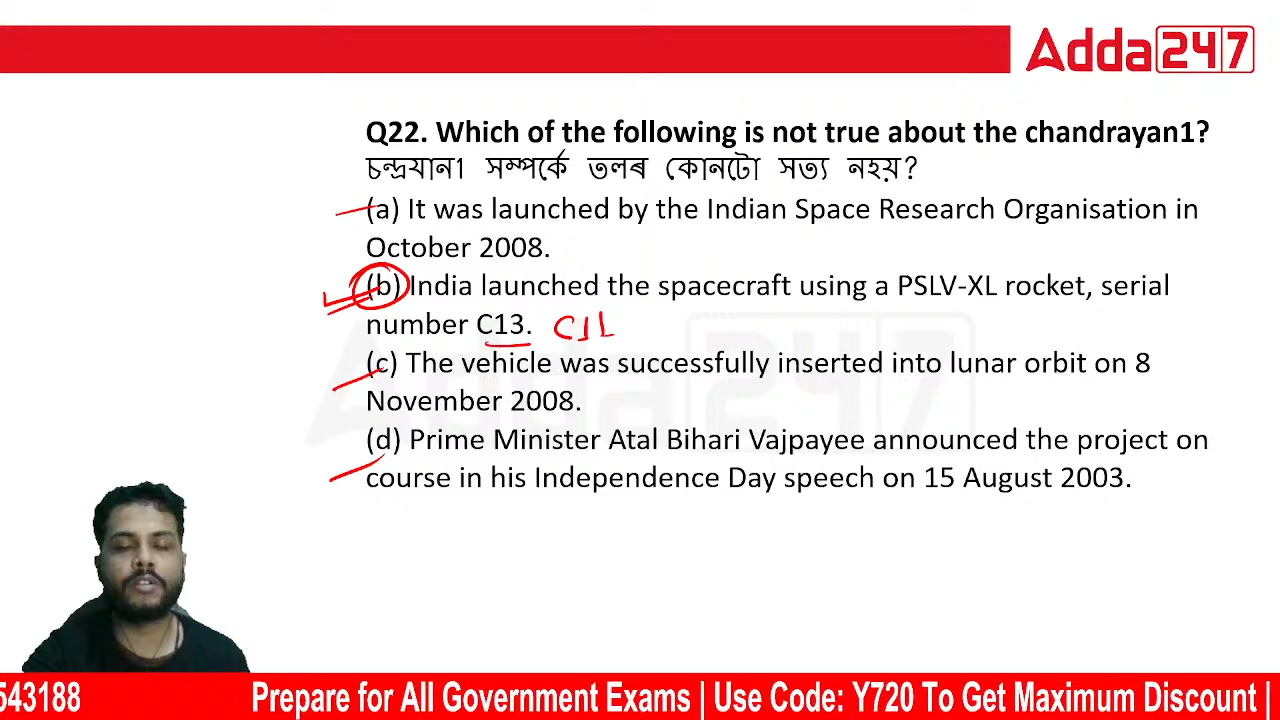 Adda247
Q22. Which of the following is not true about the chandrayan1?
চন্দ্ৰযান1 সম্পৰ্কে তলৰ কোনটো সত্য নহয়?
(a) It was launched by the Indian Space Research Organisation in
October 2008.
(b) India launched the spacecraft using a PSLV-XL rocket, serial
number C13. C11
(c) The vehicle was successfully inserted into lunar orbit on 8
November 2008.
(d) Prime Minister Atal Bihari Vajpayee announced the project on
course in his Independence Day speech on 15 August 2003.
543188 Prepare for All Government Exams | Use Code: Y720 To Get Maximum Discount |